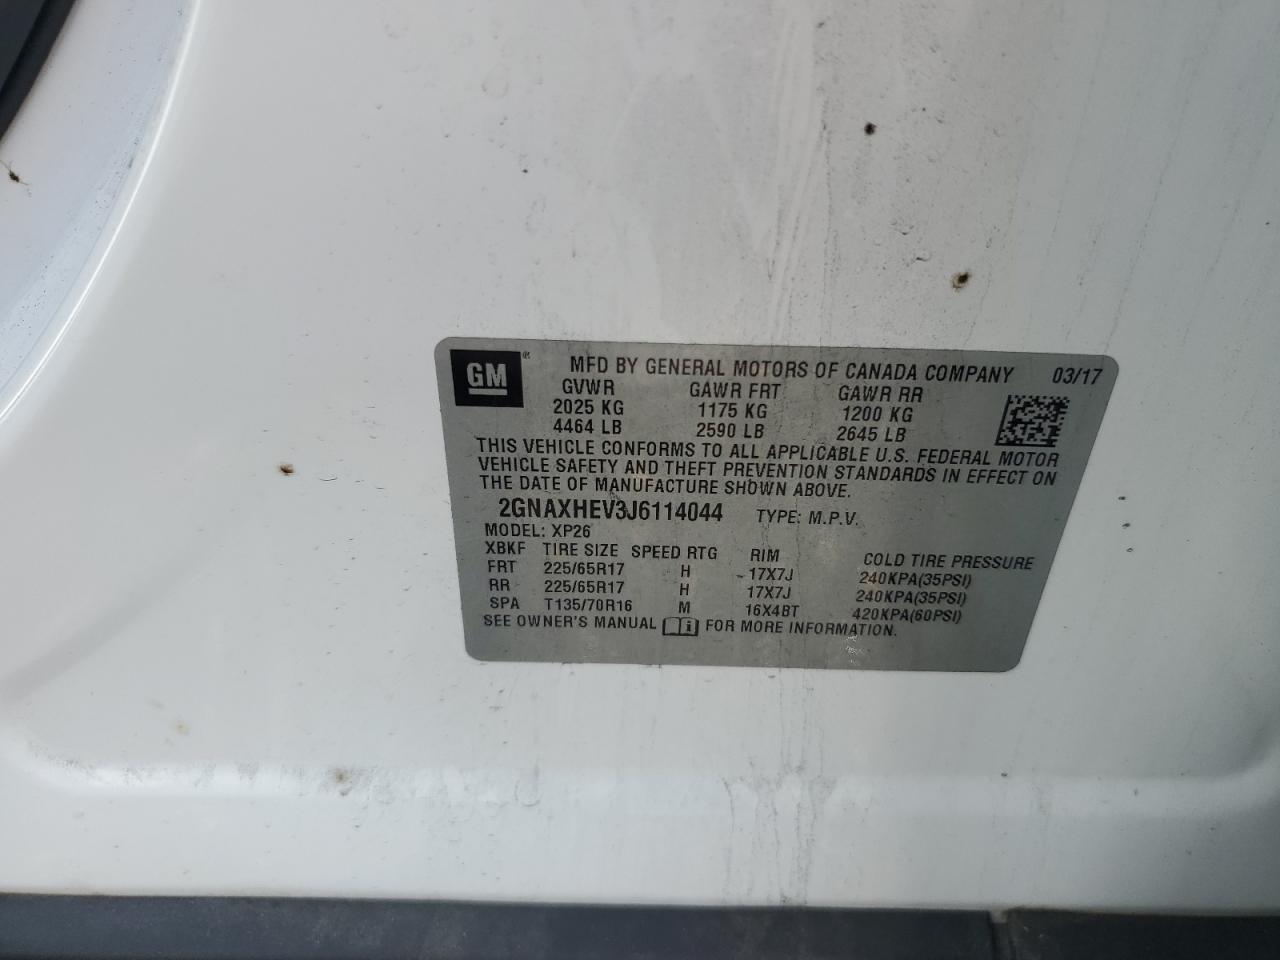 GM® MFD BY GENERAL MOTORS OF CANADA COMPANY 03/17
GVWR GAWR FRT GAWR RR
2025 KG 1175 KG 1200 KG
4464 LB 2590 LB 2645 LB
THIS VEHICLE CONFORMS TO ALL APPLICABLE U.S. FEDERAL MOTOR
VEHICLE SAFETY AND THEFT PREVENTION STANDARDS IN EFFECT ON
THE DATE OF MANUFACTURE SHOWN ABOVE.
2GNAXHEV3J6114044 TYPE: M.P.V.
MODEL: XP26
XBKF TIRE SIZE SPEED RTG RIM COLD TIRE PRESSURE
FRT 225/65R17 H 17X7J 240KPA(35PSI)
RR 225/65R17 H 17X7J 240KPA(35PSI)
SPA T135/70R16 M 16X4BT 420KPA(60PSI)
SEE OWNER'S MANUAL i FOR MORE INFORMATION.